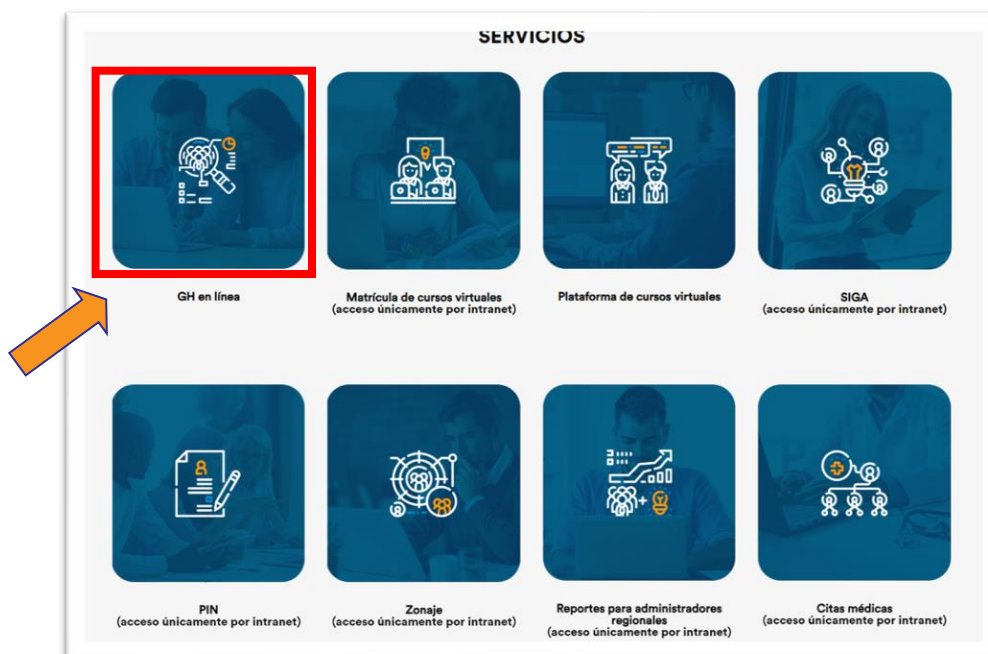 SERVICIOS
GH en línea
Matrícula de cursos virtuales
(acceso únicamente por intranet)
Plataforma de cursos virtuales
SIGA
(acceso únicamente por intranet)
PIN
(acceso únicamente por intranet)
Zonaje
(acceso únicamente por intranet)
Reportes para administradores
regionales
(acceso únicamente por intranet)
Citas médicas
(acceso únicamente por intranet)